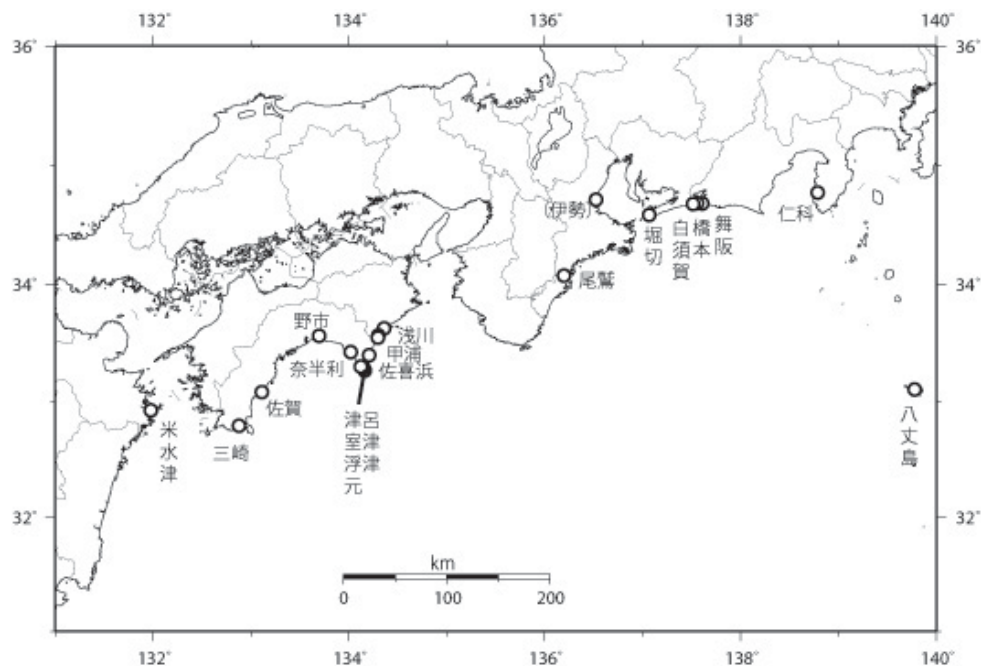 132° 134° 136° 138° 140°
36° 36°
(伊勢)
堀切
白須賀
橋本
舞阪
仁科
尾鷲
34° 34°
野市
浅川
甲浦
奈半利
佐喜浜
佐賀
津呂
室津
浮津
元
三崎
米水津
八丈島
32° 32°
km
0 100 200
132° 134° 136° 138° 140°